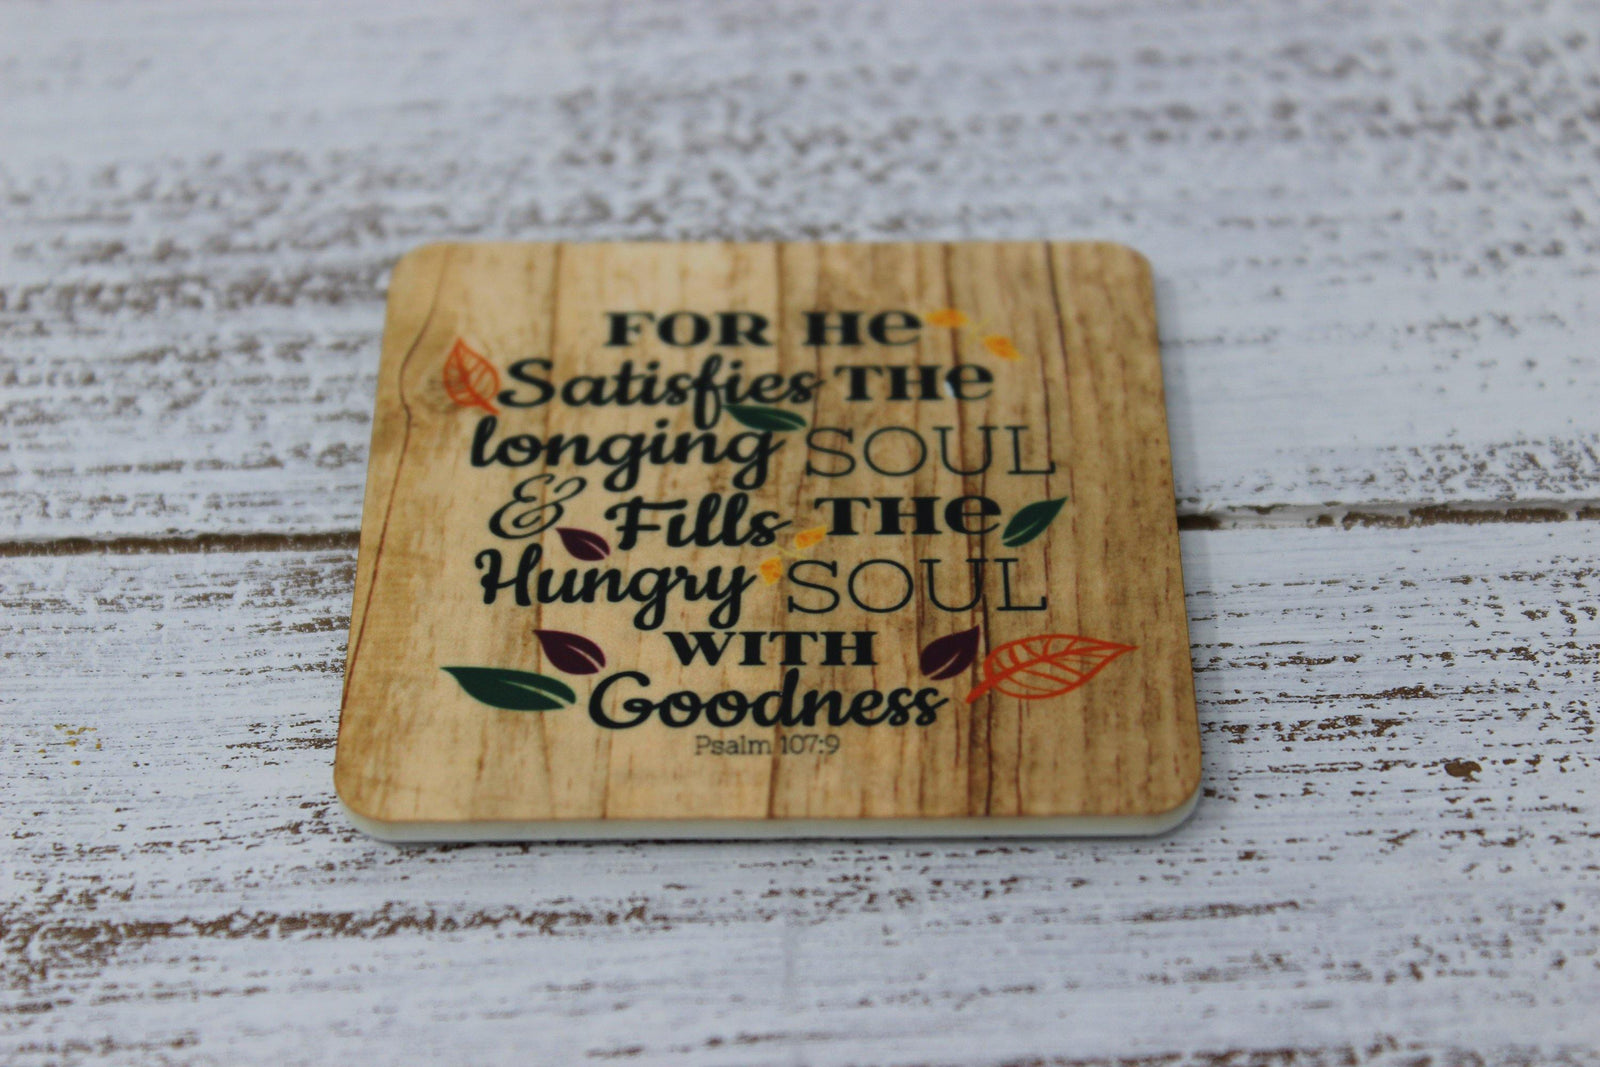 FOR He
Satisfies THe
longing SOUL
& Fills THe
Hungry SOUL
WITH
Goodness
Psalm 107:9